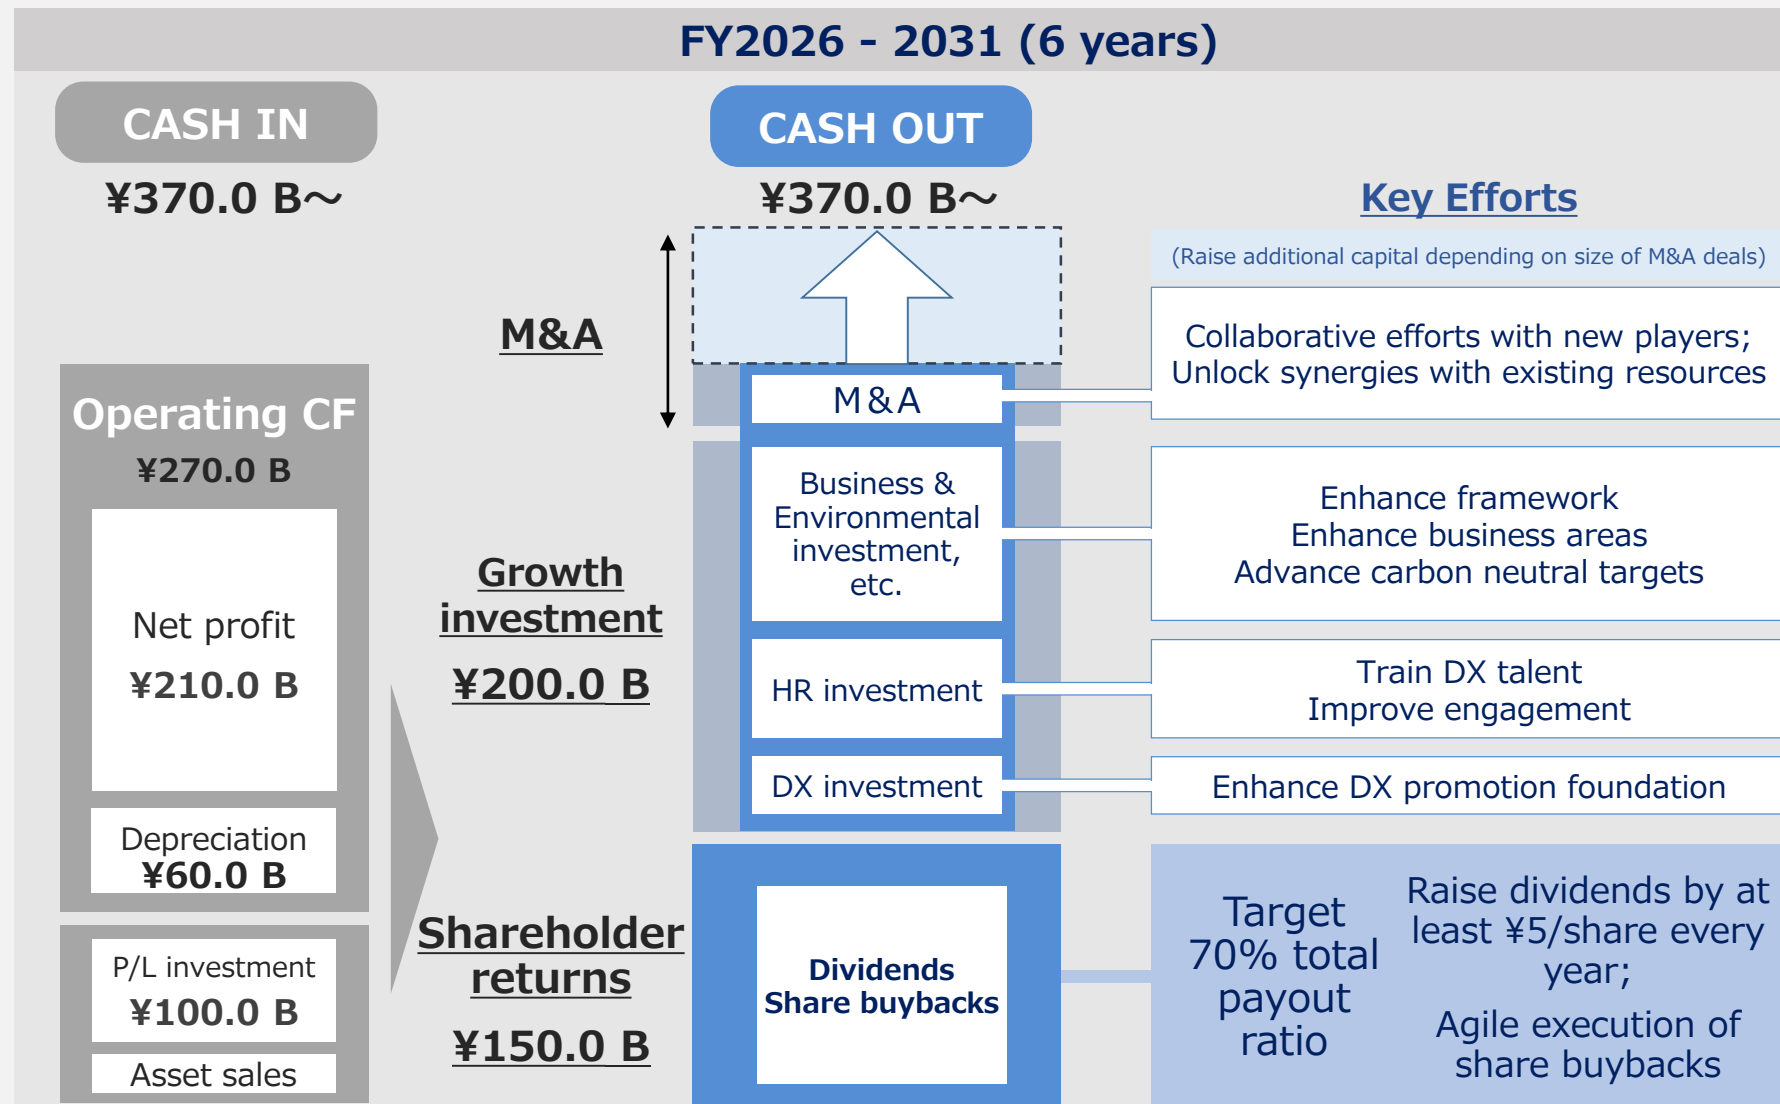 FY2026 - 2031 (6 years)
CASH IN
¥370.0 B～
Operating CF
¥270.0 B
Net profit
¥210.0 B
Depreciation
¥60.0 B
P/L investment
¥100.0 B
Asset sales
M&A
Growth
investment
¥200.0 B
Shareholder
returns
¥150.0 B
CASH OUT
¥370.0 B～
M&A
Business &
Environmental
investment,
etc.
HR investment
DX investment
Dividends
Share buybacks
Key Efforts
(Raise additional capital depending on size of M&A deals)
Collaborative efforts with new players;
Unlock synergies with existing resources
Enhance framework
Enhance business areas
Advance carbon neutral targets
Train DX talent
Improve engagement
Enhance DX promotion foundation
Target
70% total
payout
ratio
Raise dividends by at
least ¥5/share every
year;
Agile execution of
share buybacks